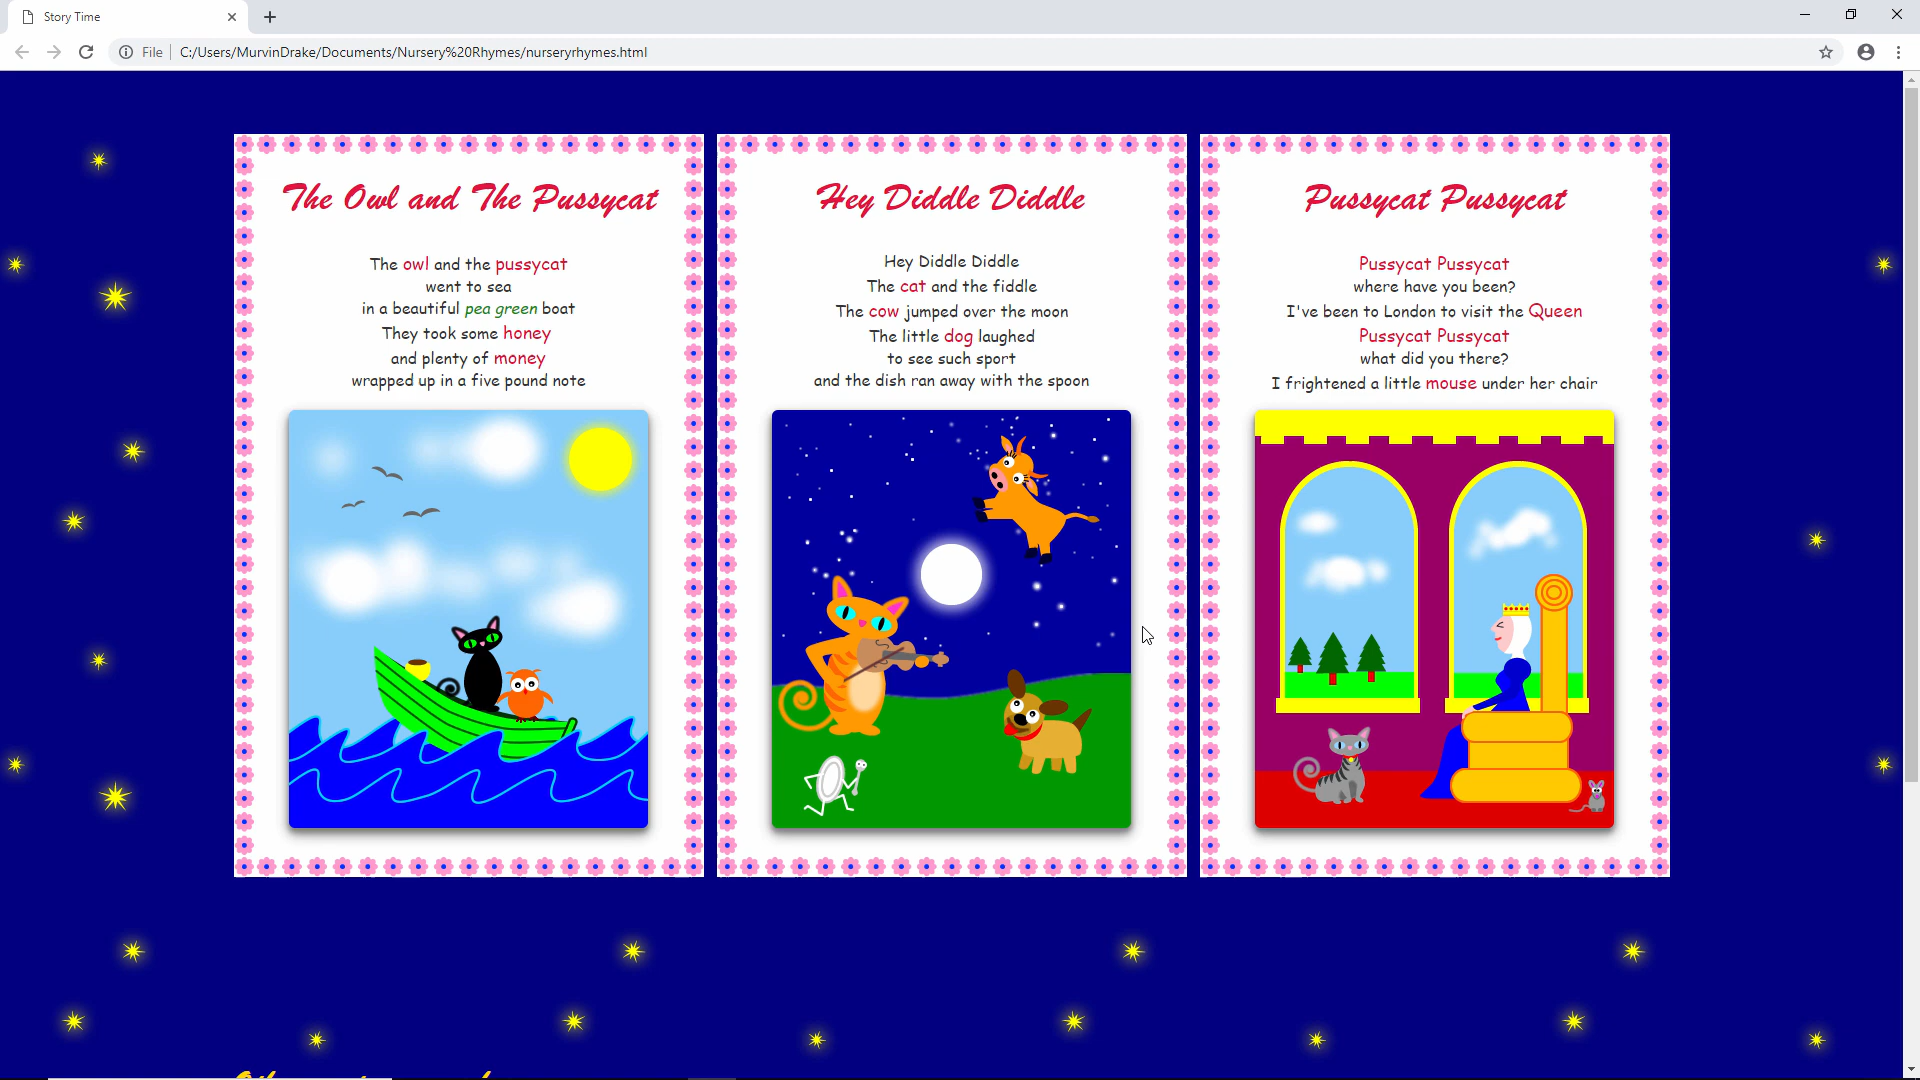 Story Time
File
C:/Users/MurvinDrake/Documents/Nursery%20Rhymes/nurseryrhymes.html
The Owl and The Pussycat
The owl and the pussycat
went to sea
in a beautiful pea green boat
They took some honey
and plenty of money
wrapped up in a five pound note
Hey Diddle Diddle
Hey Diddle Diddle
The cat and the fiddle
The cow jumped over the moon
The little dog laughed
to see such sport
and the dish ran away with the spoon
Pussycat Pussycat
Pussycat Pussycat
where have you been?
I've been to London to visit the Queen
Pussycat Pussycat
what did you there?
I frightened a little mouse under her chair